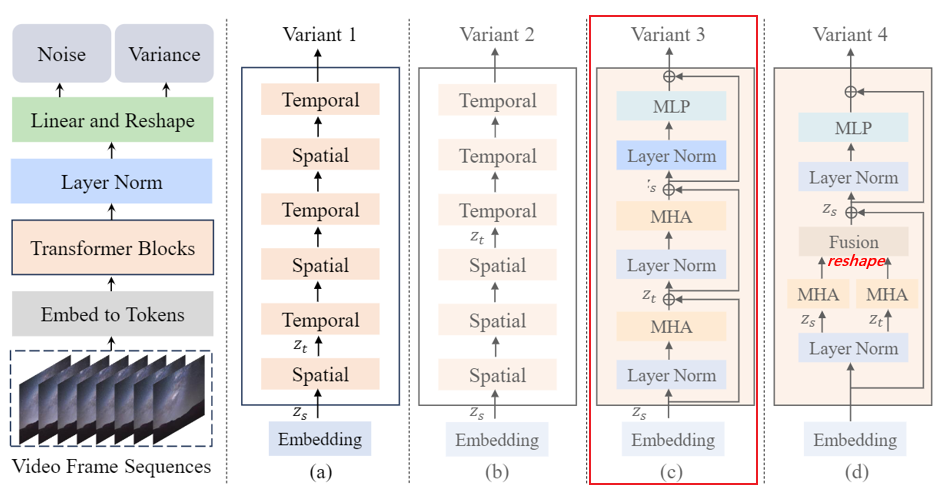 Noise
Variance
Linear and Reshape
Layer Norm
Transformer Blocks
Embed to Tokens
Video Frame Sequences
Variant 1
Temporal
Spatial
Temporal
Spatial
Temporal
z_t
Spatial
z_s
Embedding
(a)
Variant 2
Temporal
Temporal
Temporal
z_t
Spatial
Spatial
Spatial
z_s
Embedding
(b)
Variant 3
MLP
Layer Norm
s
MHA
Layer Norm
z_t
MHA
Layer Norm
z_s
Embedding
(c)
Variant 4
MLP
Layer Norm
z_s
Fusion
reshape
MHA MHA
z_s z_t
Layer Norm
Embedding
(d)